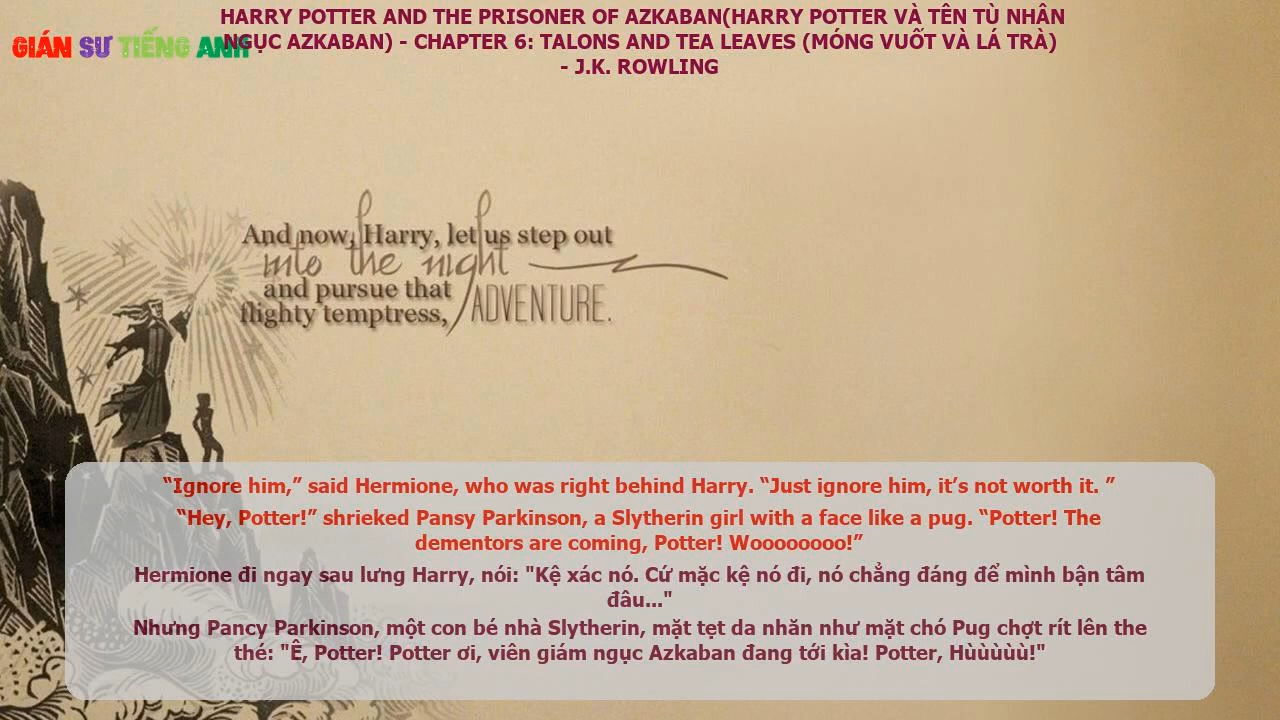 HARRY POTTER AND THE PRISONER OF AZKABAN(HARRY POTTER VÀ TÊN TÙ NHÂN
NGỤC AZKABAN) - CHAPTER 6: TALONS AND TEA LEAVES (MÓNG VUỐT VÀ LÁ TRÀ)
- J.K. ROWLING
GIÁN SƯ TIẾNG ANH
And now, Harry, let us step out
into the night
and pursue that
flighty temptress, ADVENTURE.
“Ignore him,” said Hermione, who was right behind Harry. “Just ignore him, it’s not worth it. ”
“Hey, Potter!” shrieked Pansy Parkinson, a Slytherin girl with a face like a pug. “Potter! The
dementors are coming, Potter! Woooooooo!”
Hermione đi ngay sau lưng Harry, nói: "Kệ xác nó. Cứ mặc kệ nó đi, nó chẳng đáng để mình bận tâm
đâu..."
Nhưng Pancy Parkinson, một con bé nhà Slytherin, mặt tẹt da nhăn như mặt chó Pug chợt rít lên the
thé: "Ê, Potter! Potter ơi, viên giám ngục Azkaban đang tới kìa! Potter, Hùùùùù!"